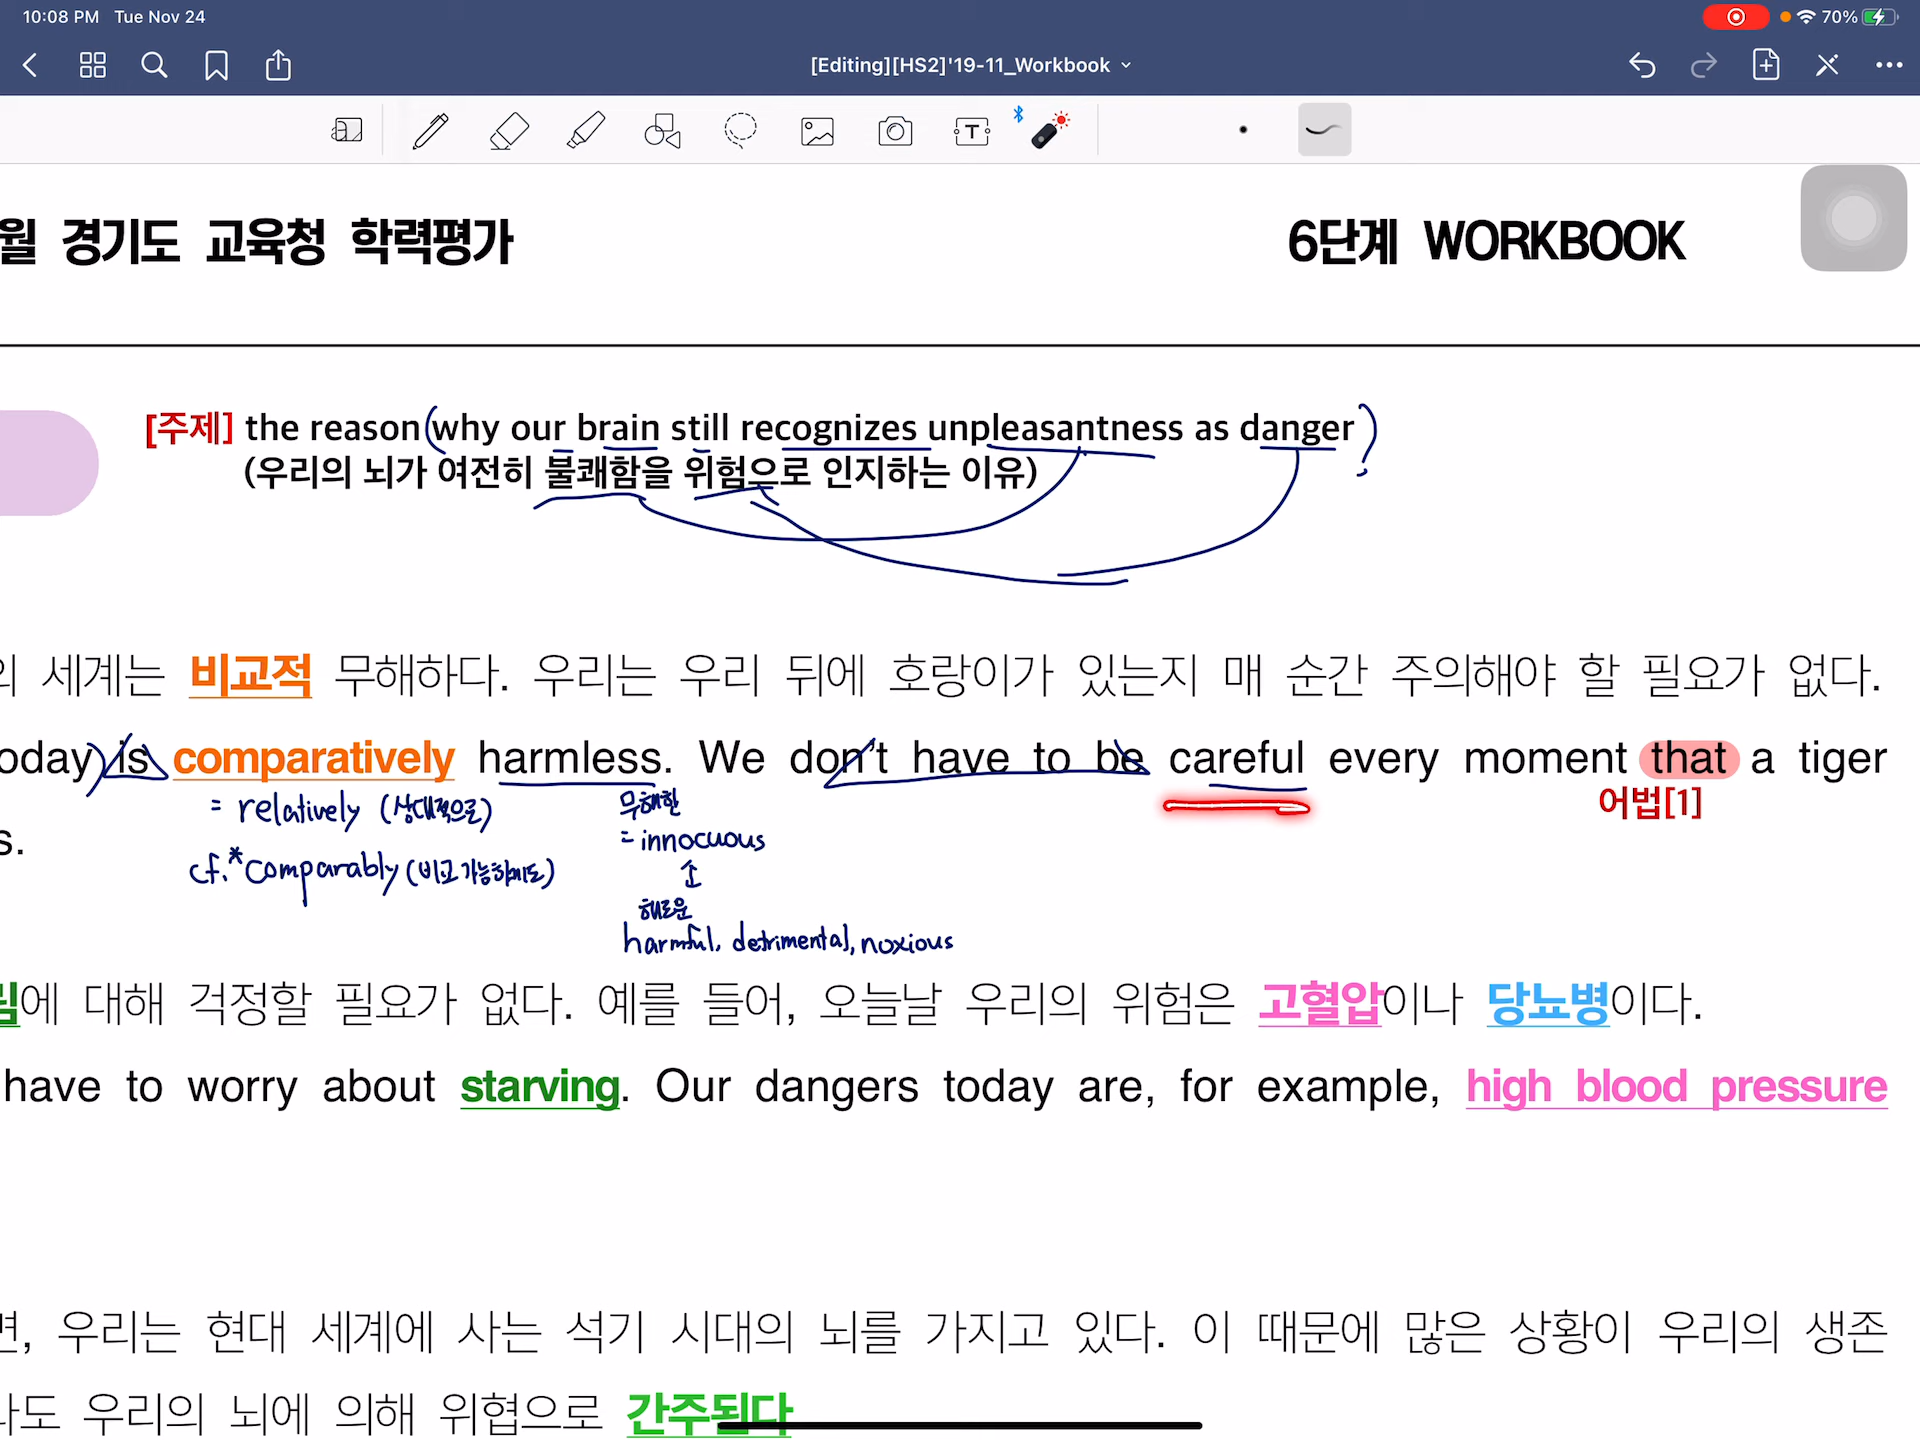 10:08 PM Tue Nov 24
70%
[Editing][HS2]'19-11_Workbook
월 경기도 교육청 학력평가
6단계 WORKBOOK
[주제] the reason (why our brain still recognizes unpleasantness as danger)
(우리의 뇌가 여전히 불쾌함을 위험으로 인지하는 이유)
의 세계는 비교적 무해하다. 우리는 우리 뒤에 호랑이가 있는지 매 순간 주의해야 할 필요가 없다.
oday) is comparatively harmless. We don't have to be careful every moment that a tiger
= relatively (상대적으로)
무해한
어법[1]
s.
= innocuous
cf.* comparably (비교 가능하게도)
해로운
harmful, detrimental, noxious
림에 대해 걱정할 필요가 없다. 예를 들어, 오늘날 우리의 위험은 고혈압이나 당뇨병이다.
have to worry about starving. Our dangers today are, for example, high blood pressure
면, 우리는 현대 세계에 사는 석기 시대의 뇌를 가지고 있다. 이 때문에 많은 상황이 우리의 생존
나도 우리의 뇌에 의해 위협으로 간주된다